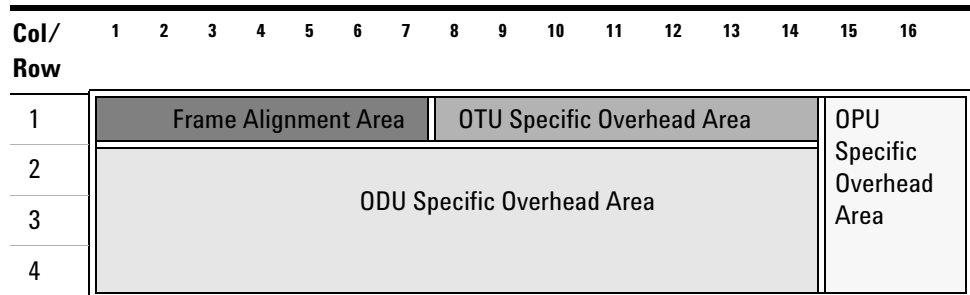 Col/ 1 2 3 4 5 6 7 8 9 10 11 12 13 14 15 16
Row
1 Frame Alignment Area OTU Specific Overhead Area OPU
Specific
2 Overhead
ODU Specific Overhead Area
3 Area
4